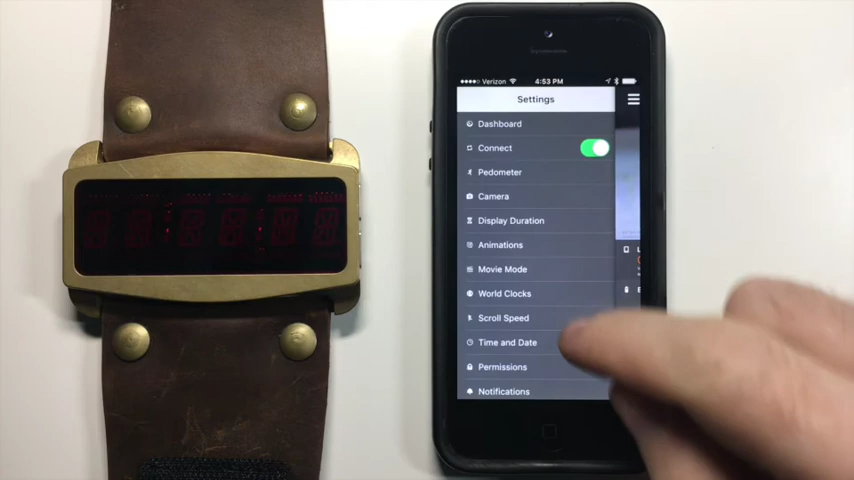 Verizon
4:53 PM
Settings
Dashboard
Connect
Pedometer
Camera
Display Duration
Animations
Movie Mode
World Clocks
Scroll Speed
Time and Date
Permissions
Notifications